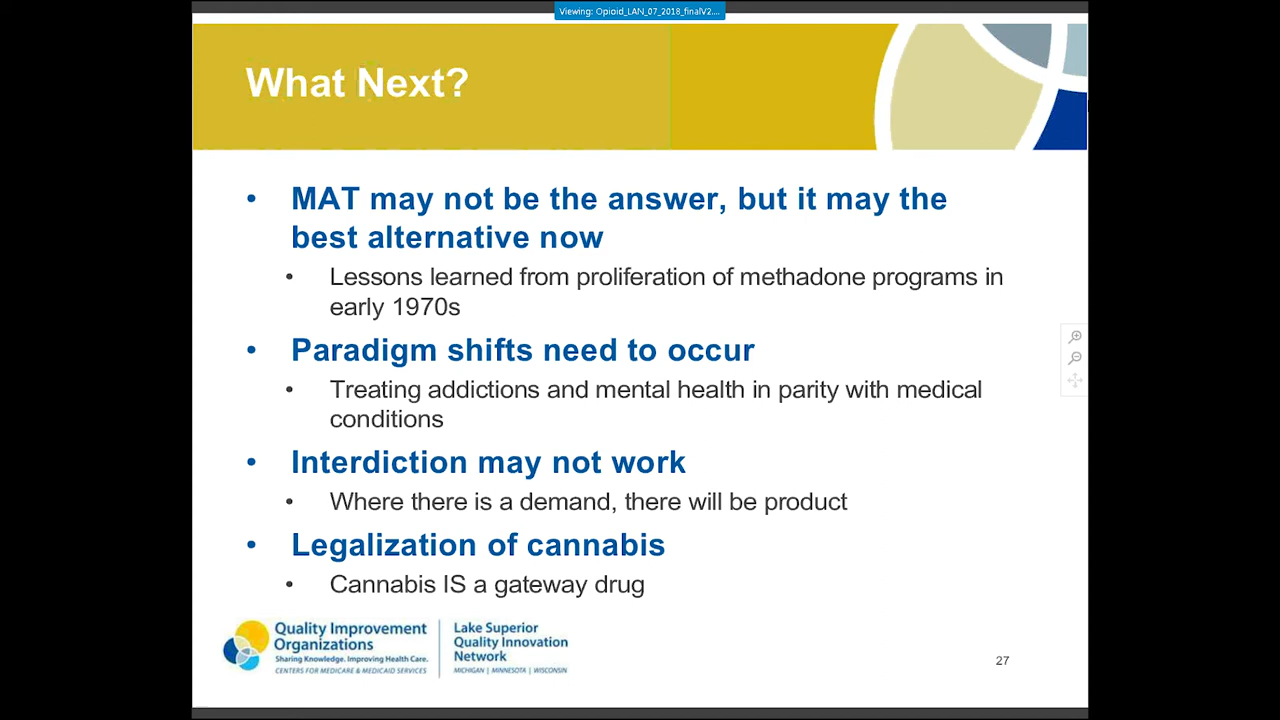 Viewing: Opioid_LAN_07_2018_finalV2....
What Next?
• MAT may not be the answer, but it may the
best alternative now
• Lessons learned from proliferation of methadone programs in
early 1970s
• Paradigm shifts need to occur
• Treating addictions and mental health in parity with medical
conditions
• Interdiction may not work
• Where there is a demand, there will be product
• Legalization of cannabis
• Cannabis IS a gateway drug
Quality Improvement
Organizations
Sharing Knowledge. Improving Health Care.
CENTERS FOR MEDICARE & MEDICAID SERVICES
Lake Superior
Quality Innovation
Network
MICHIGAN | MINNESOTA | WISCONSIN
27